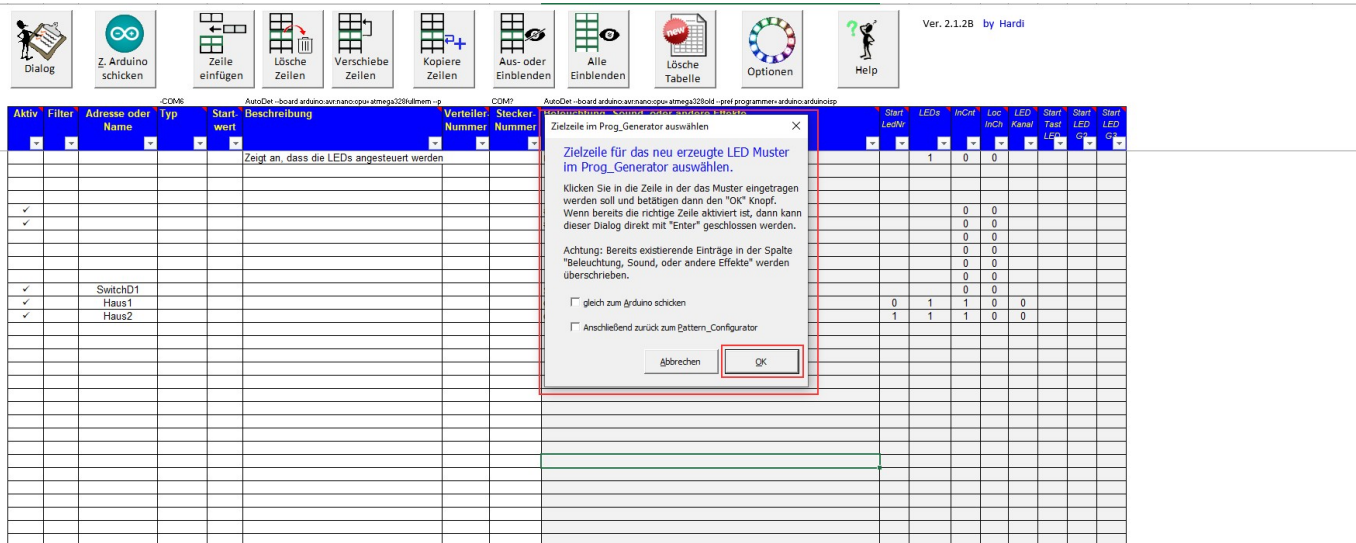 Dialog
Z. Arduino
schicken
Zeile
einfügen
Lösche
Zeilen
Verschiebe
Zeilen
Kopiere
Zeilen
Aus- oder
Einblenden
Alle
Einblenden
new
Lösche
Tabelle
Optionen
Help
Ver. 2.1.2B by Hardi
-COM6
AutoDet --board arduino:avr:nano:cpu=atmega328fullmem --p
COM?
AutoDet --board arduino:avr:nano:cpu=atmega328old --pref programmer=arduino:arduinoisp
Aktiv Filter Adresse oder Name Typ Start-wert Beschreibung Verteiler-Nummer Stecker-Nummer Beleuchtung, Sound, oder andere Effekte Start LedNr LEDs InCnt Loc InCh LED Kanal Start Tast LED Start LED G2 Start LED G3
Zeigt an, dass die LEDs angesteuert werden 1 0 0
✓
✓ 0 0
0 0
0 0
0 0
0 0
0 0
✓ SwitchD1 0 0
✓ Haus1 0 1 1 0 0
✓ Haus2 1 1 1 0 0
Zielzeile im Prog_Generator auswählen
Zielzeile für das neu erzeugte LED Muster
im Prog_Generator auswählen.
Klicken Sie in die Zeile in der das Muster eingetragen
werden soll und betätigen dann den "OK" Knopf.
Wenn bereits die richtige Zeile aktiviert ist, dann kann
dieser Dialog direkt mit "Enter" geschlossen werden.
Achtung: Bereits existierende Einträge in der Spalte
"Beleuchtung, Sound, oder andere Effekte" werden
überschrieben.
gleich zum Arduino schicken
Anschließend zurück zum Pattern_Configurator
Abbrechen
OK